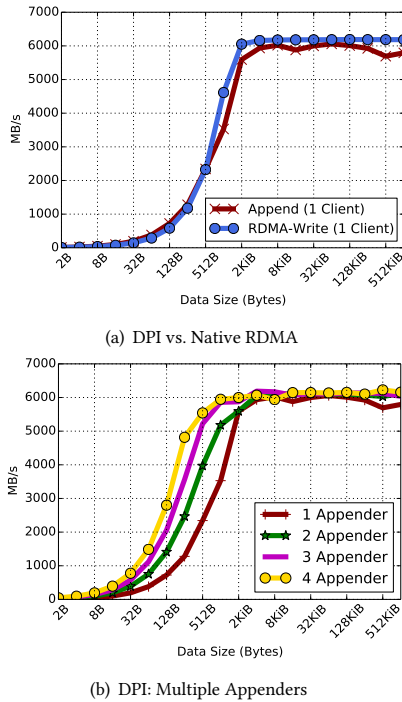 7000
6000
5000
4000
3000
2000
1000
0
MB/s
Append (1 Client)
RDMA-Write (1 Client)
2B
8B
32B
128B
512B
2KiB
8KiB
32KiB
128KiB
512KiB
Data Size (Bytes)
(a) DPI vs. Native RDMA
7000
6000
5000
4000
3000
2000
1000
0
MB/s
1 Appender
2 Appender
3 Appender
4 Appender
2B
8B
32B
128B
512B
2KiB
8KiB
32KiB
128KiB
512KiB
Data Size (Bytes)
(b) DPI: Multiple Appenders